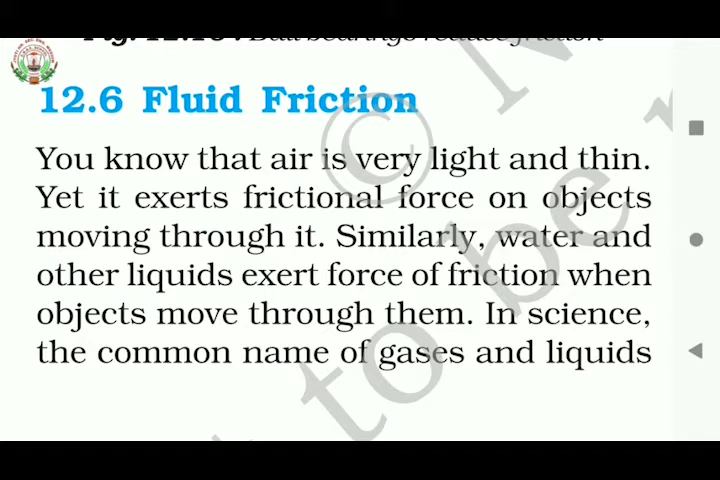 12.6 Fluid Friction
You know that air is very light and thin.
Yet it exerts frictional force on objects
moving through it. Similarly, water and
other liquids exert force of friction when
objects move through them. In science,
the common name of gases and liquids
© N
to be r